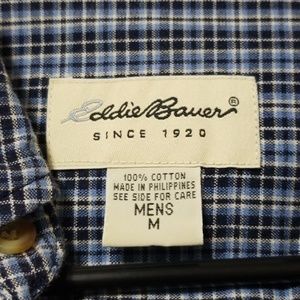 Eddie Bauer®
SINCE 1920
100% COTTON
MADE IN PHILIPPINES
SEE SIDE FOR CARE
MENS
M